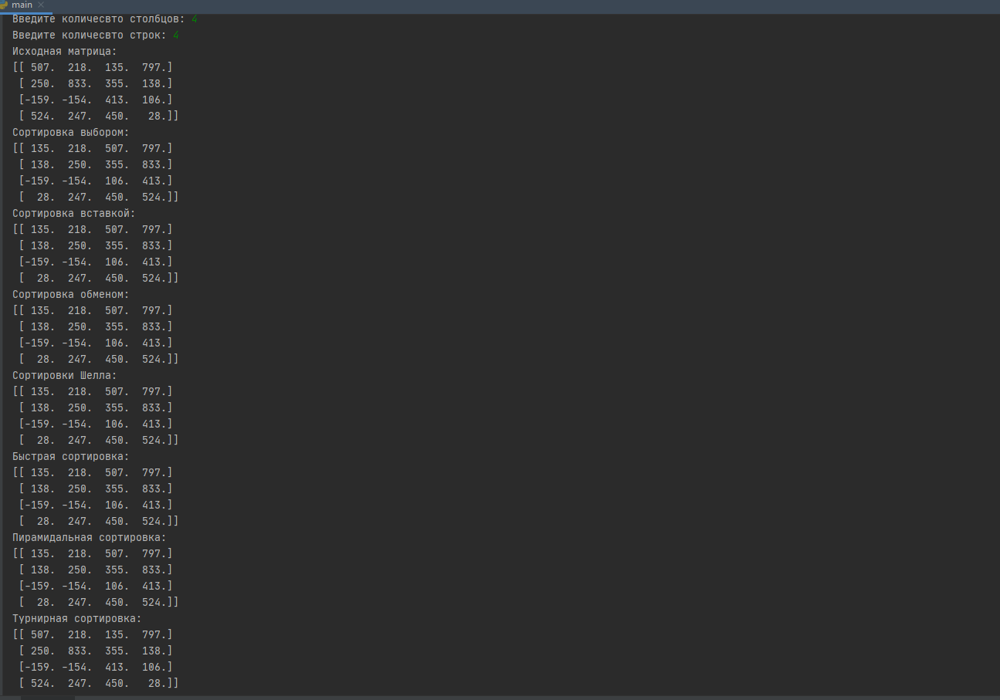 main
Введите количесвто столбцов: 4
Введите количесвто строк: 4
Исходная матрица:
[[ 507.  218.  135.  797.]
 [ 250.  833.  355.  138.]
 [-159. -154.  413.  106.]
 [ 524.  247.  450.   28.]]
Сортировка выбором:
[[ 135.  218.  507.  797.]
 [ 138.  250.  355.  833.]
 [-159. -154.  106.  413.]
 [  28.  247.  450.  524.]]
Сортировка вставкой:
[[ 135.  218.  507.  797.]
 [ 138.  250.  355.  833.]
 [-159. -154.  106.  413.]
 [  28.  247.  450.  524.]]
Сортировка обменом:
[[ 135.  218.  507.  797.]
 [ 138.  250.  355.  833.]
 [-159. -154.  106.  413.]
 [  28.  247.  450.  524.]]
Сортировки Шелла:
[[ 135.  218.  507.  797.]
 [ 138.  250.  355.  833.]
 [-159. -154.  106.  413.]
 [  28.  247.  450.  524.]]
Быстрая сортировка:
[[ 135.  218.  507.  797.]
 [ 138.  250.  355.  833.]
 [-159. -154.  106.  413.]
 [  28.  247.  450.  524.]]
Пирамидальная сортировка:
[[ 135.  218.  507.  797.]
 [ 138.  250.  355.  833.]
 [-159. -154.  106.  413.]
 [  28.  247.  450.  524.]]
Турнирная сортировка:
[[ 507.  218.  135.  797.]
 [ 250.  833.  355.  138.]
 [-159. -154.  413.  106.]
 [ 524.  247.  450.   28.]]